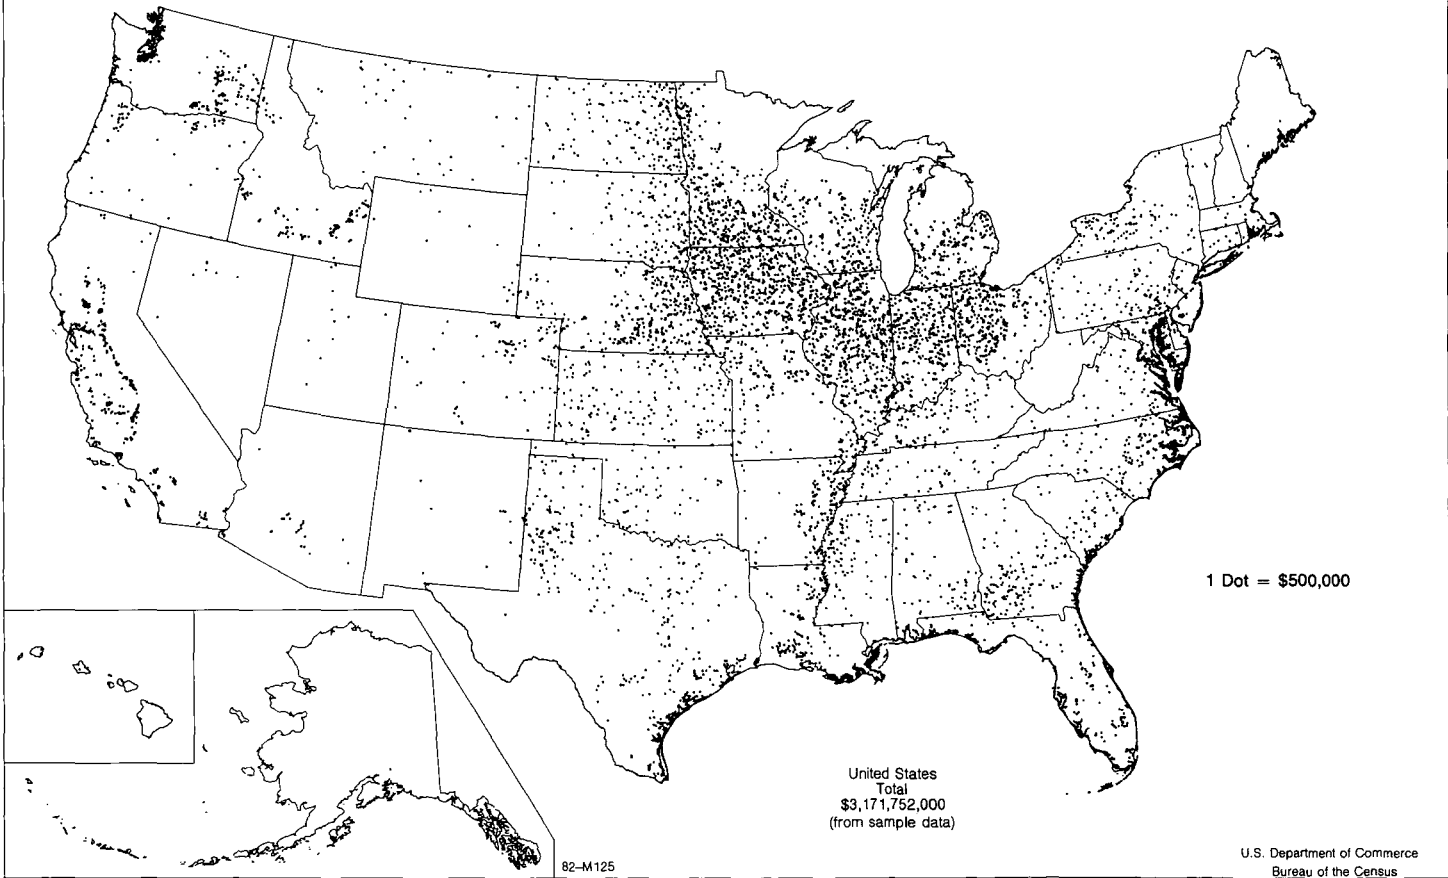 1 Dot = $500,000
United States
Total
$3,171,752,000
(from sample data)
82–M125
U.S. Department of Commerce
Bureau of the Census